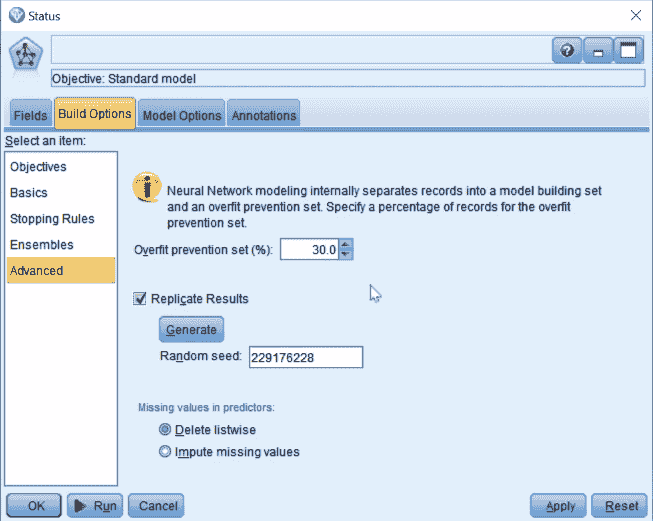 Status
Objective: Standard model
Fields Build Options Model Options Annotations
Select an item:
Objectives
Basics
Stopping Rules
Ensembles
Advanced
Neural Network modeling internally separates records into a model building set
and an overfit prevention set. Specify a percentage of records for the overfit
prevention set.
Overfit prevention set (%): 30.0
Replicate Results
Generate
Random seed: 229176228
Missing values in predictors:
Delete listwise
Impute missing values
OK Run Cancel Apply Reset